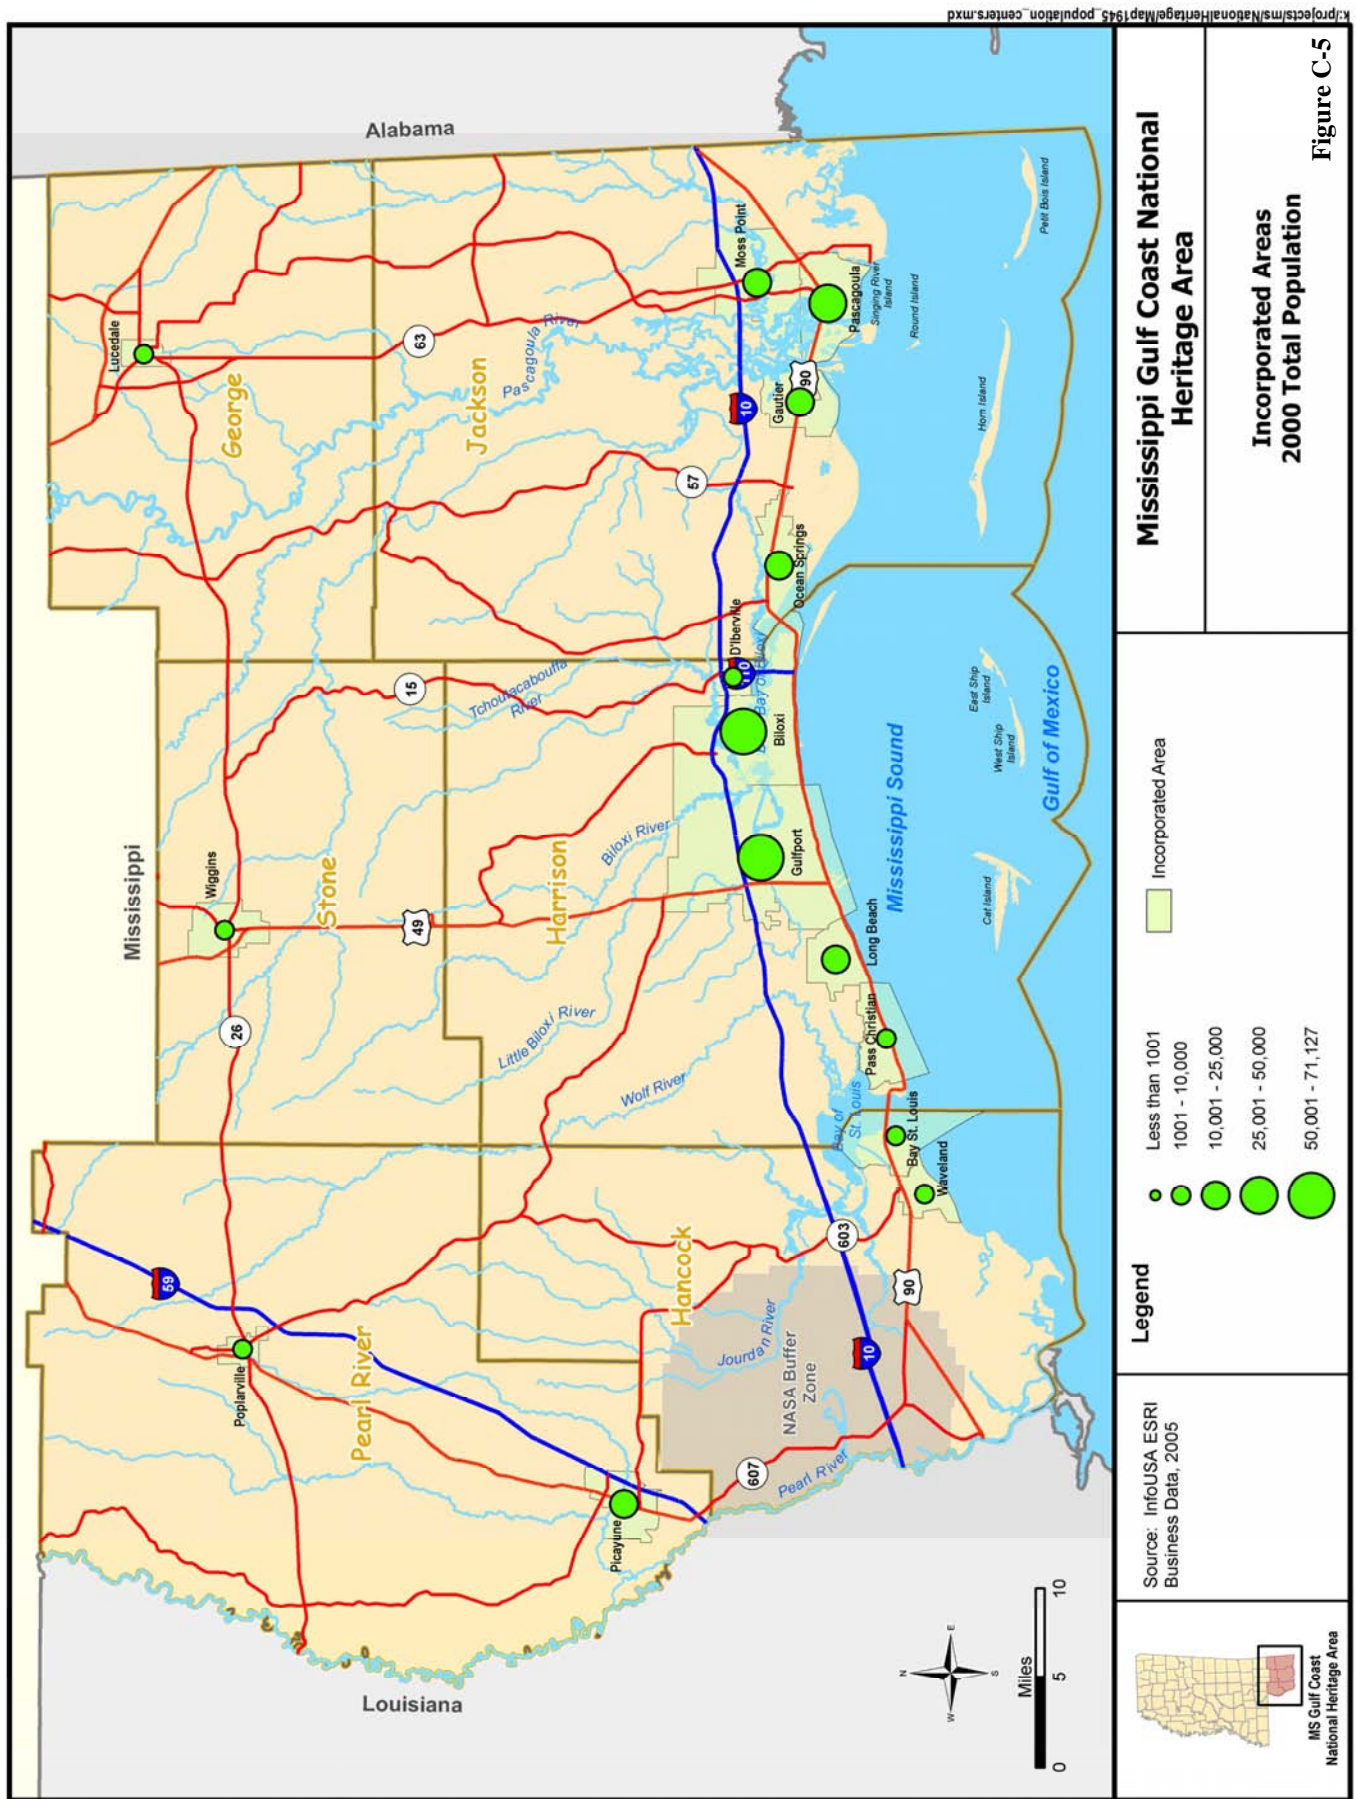 k:/projects/ms/National/ms/NationalHeritage/Map1945_population_centers.mxd
Alabama
Mississippi
Louisiana
Lucedale
George
63
Jackson
Pascagoula River
Moss Point
Pascagoula
Singing River
Island
Round Island
Petit Bois Island
Horn Island
90
Gautier
10
57
Ocean Springs
D'Iberville
110
Bay of Biloxi
Biloxi
Tchoutacabouffa
River
15
Wiggins
Stone
49
Harrison
Biloxi River
Gulfport
Long Beach
Pass Christian
Little Biloxi River
Wolf River
26
Bay of
St. Louis
Bay St. Louis
Waveland
Mississippi Sound
East Ship
Island
West Ship
Island
Cat Island
Gulf of Mexico
59
Poplarville
Pearl River
Hancock
603
90
10
Jourdan River
NASA Buffer
Zone
607
Pearl River
Picayune
N
E
S
W
Miles
0
5
10
MS Gulf Coast
National Heritage Area
Source: InfoUSA ESRI
Business Data, 2005
Legend
Less than 1001
1001 - 10,000
10,001 - 25,000
25,001 - 50,000
50,001 - 71,127
Incorporated Area
Mississippi Gulf Coast National
Heritage Area
Incorporated Areas
2000 Total Population
Figure C-5